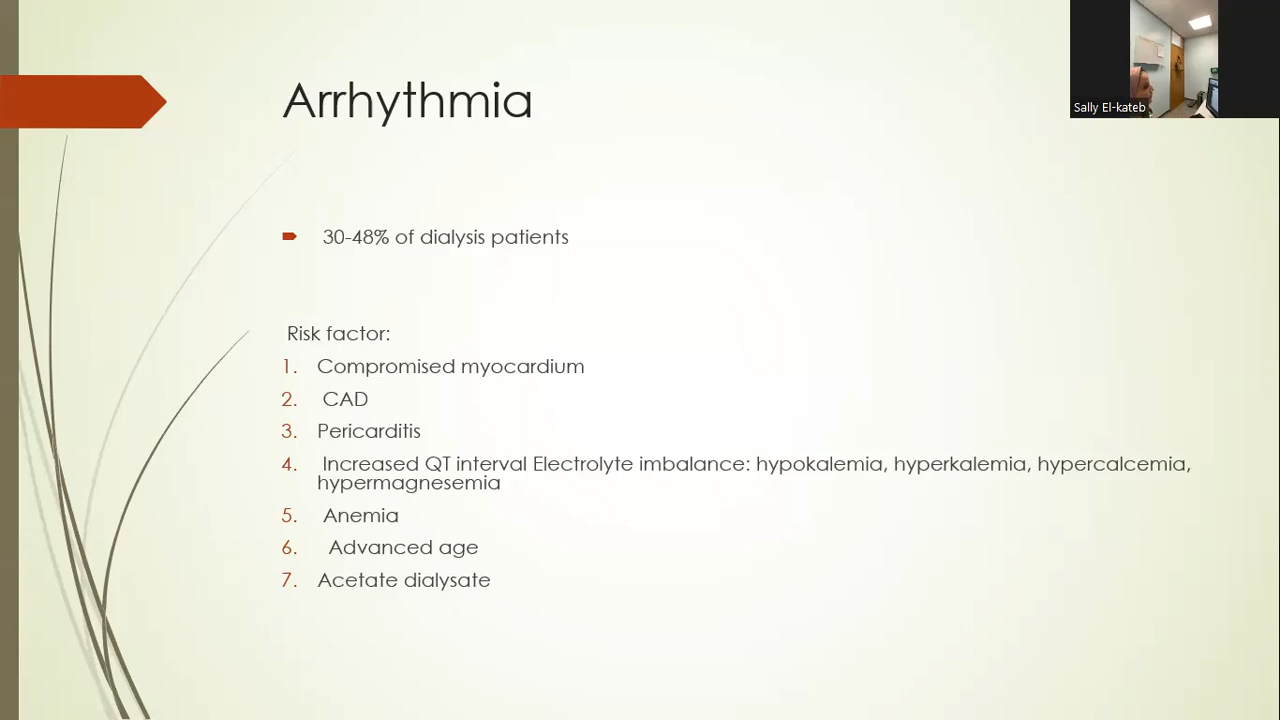 Arrhythmia
Sally El-kateb
30-48% of dialysis patients
Risk factor:
1. Compromised myocardium
2. CAD
3. Pericarditis
4. Increased QT interval Electrolyte imbalance: hypokalemia, hyperkalemia, hypercalcemia,
hypermagnesemia
5. Anemia
6. Advanced age
7. Acetate dialysate